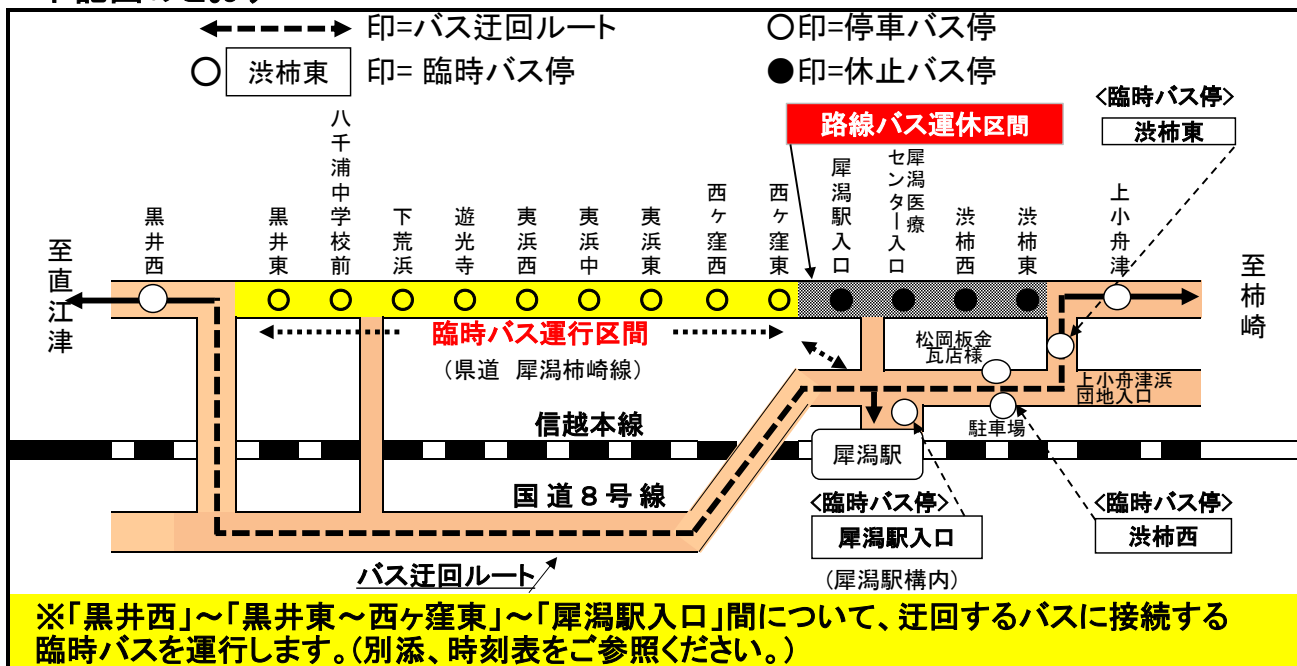 印=バス迂回ルート
○印=停車バス停
○ 渋柿東 印= 臨時バス停
●印=休止バス停
<臨時バス停>
渋柿東
路線バス運休区間
至直江津
黒井西
黒井東
八千浦中学校前
下荒浜
遊光寺
夷浜西
夷浜中
夷浜東
西ヶ窪西
西ヶ窪東
犀潟駅入口
犀潟医療
センター入口
渋柿西
渋柿東
上小舟津
至柿崎
臨時バス運行区間
(県道 犀潟柿崎線)
松岡板金
瓦店様
上小舟津浜
団地入口
駐車場
信越本線
犀潟駅
国道8号線
<臨時バス停>
犀潟駅入口
(犀潟駅構内)
<臨時バス停>
渋柿西
バス迂回ルート
※「黒井西」~「黒井東~西ヶ窪東」~「犀潟駅入口」間について、迂回するバスに接続する
臨時バスを運行します。(別添、時刻表をご参照ください。)